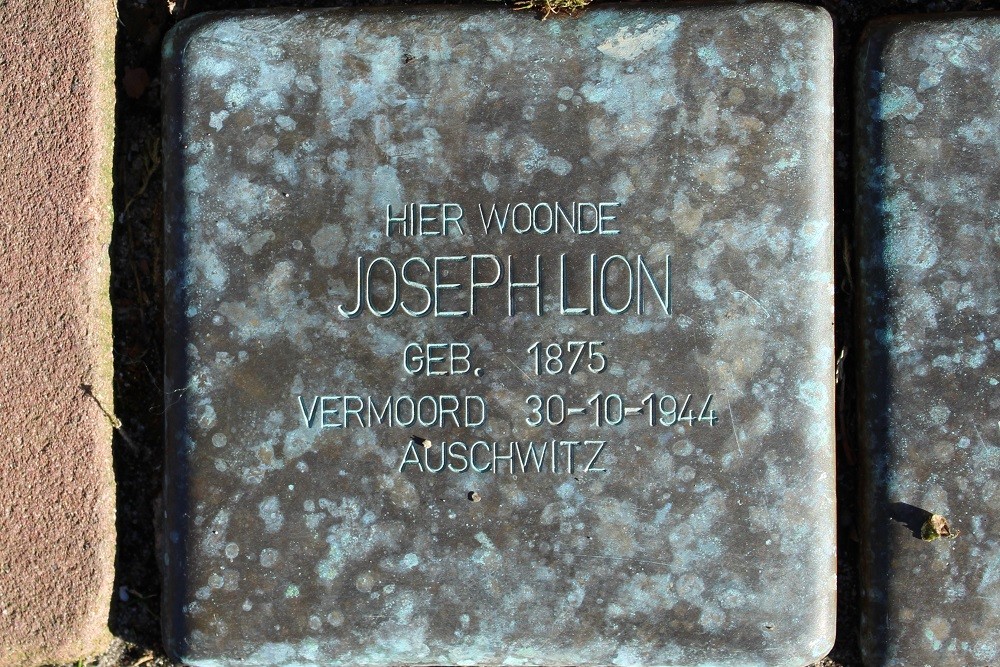 HIER WOONDE
JOSEPH LION
GEB. 1875
VERMOORD 30-10-1944
AUSCHWITZ